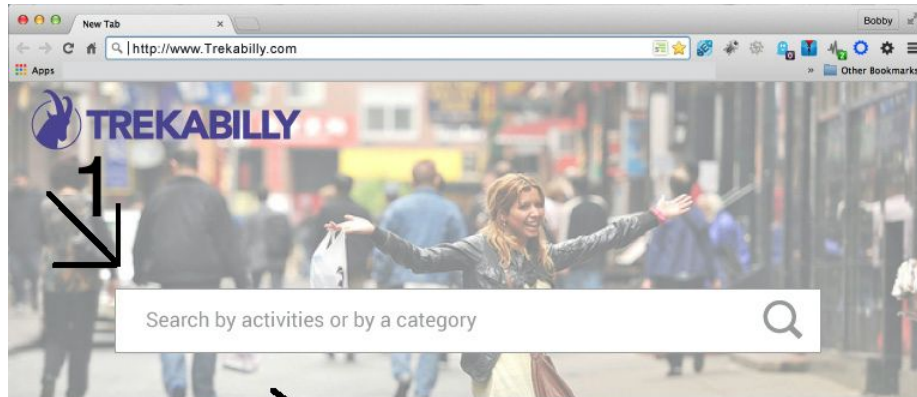 New Tab
Bobby
http://www.Trekabilly.com
Apps
» Other Bookmarks
TREKABILLY
1
Search by activities or by a category